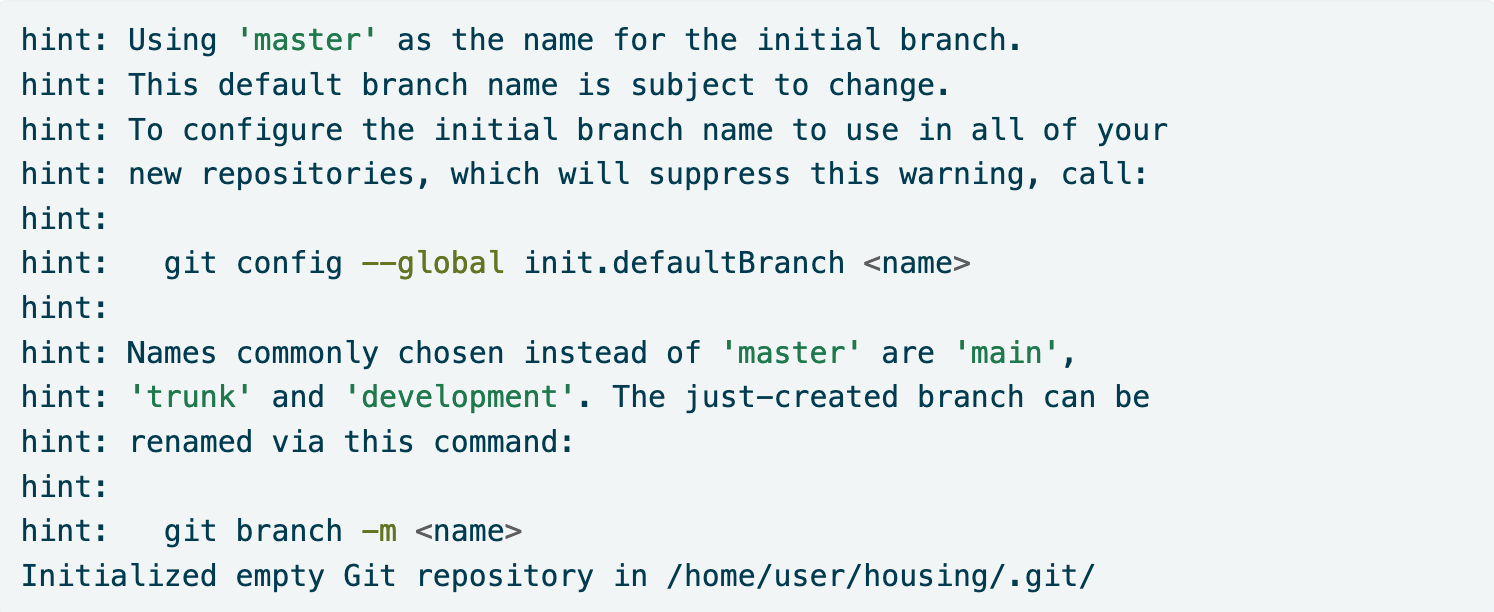 hint: Using 'master' as the name for the initial branch.
hint: This default branch name is subject to change.
hint: To configure the initial branch name to use in all of your
hint: new repositories, which will suppress this warning, call:
hint:
hint:   git config --global init.defaultBranch <name>
hint:
hint: Names commonly chosen instead of 'master' are 'main',
hint: 'trunk' and 'development'. The just-created branch can be
hint: renamed via this command:
hint:
hint:   git branch -m <name>
Initialized empty Git repository in /home/user/housing/.git/